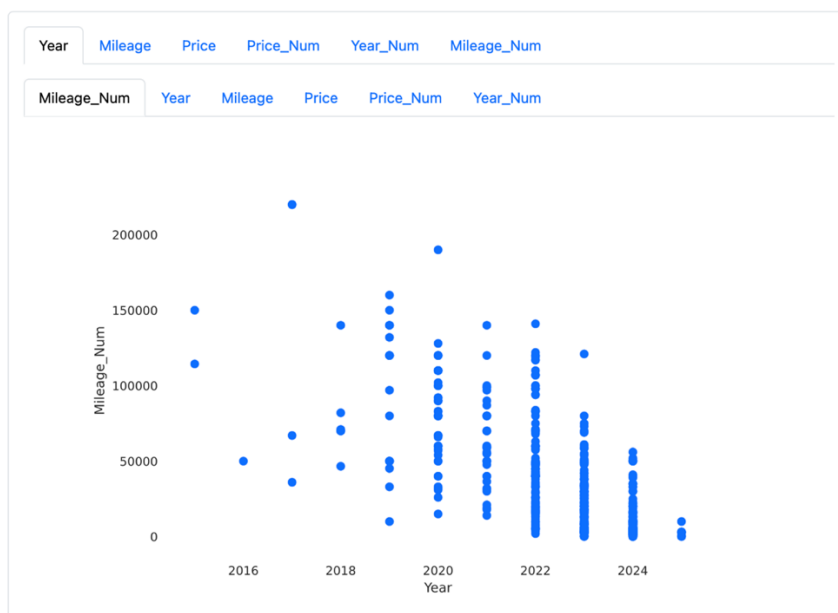 Year Mileage Price Price_Num Year_Num Mileage_Num
Mileage_Num Year Mileage Price Price_Num Year_Num
200000
150000
100000
50000
0
Mileage_Num
2016 2018 2020 2022 2024
Year